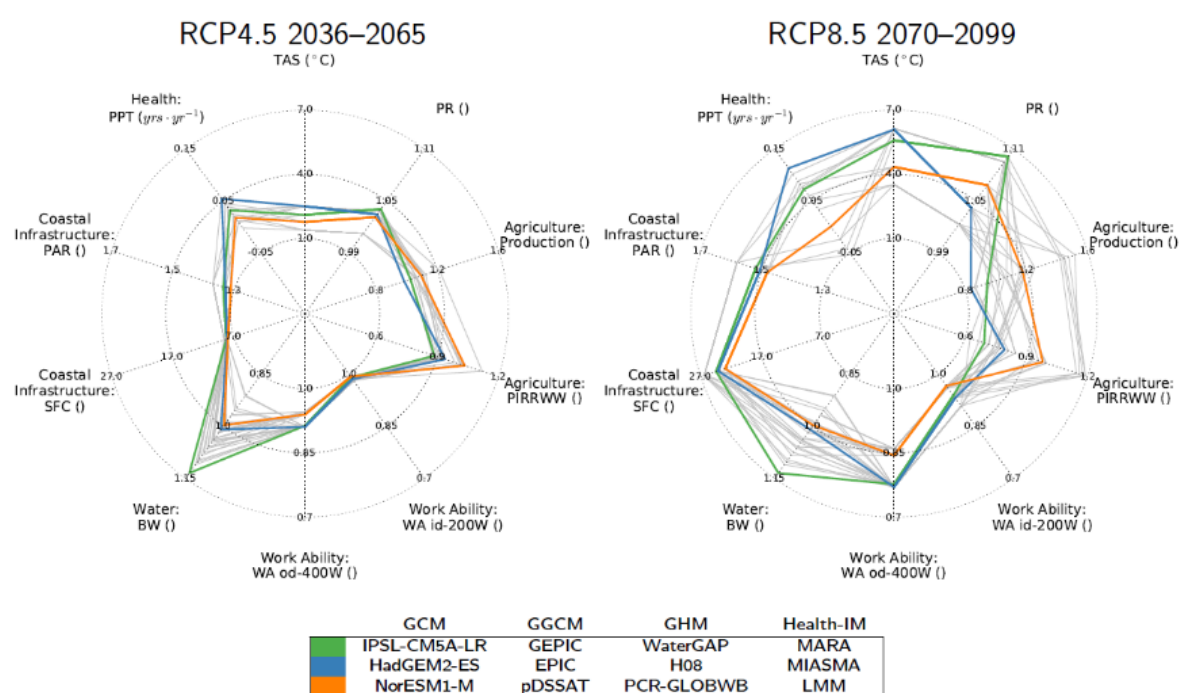 RCP4.5 2036–2065
TAS (°C)
Health:
PPT (yrs · yr⁻¹)
PR ()
7.0
0.15
1.11
4.0
0.05
1.05
Coastal
Infrastructure:
PAR ()
Agriculture:
Production ()
1.7
1.6
1.0
-0.05
0.99
1.5
1.2
1.3
0.8
7.0
0.6
17.0
0.9
Coastal
Infrastructure:
SFC ()
27.0
1.2
Agriculture:
PIRRWW ()
0.85
1.0
1.0
1.0
0.85
0.85
1.15
0.7
Water:
BW ()
Work Ability:
WA id-200W ()
0.7
Work Ability:
WA od-400W ()
RCP8.5 2070–2099
TAS (°C)
Health:
PPT (yrs · yr⁻¹)
PR ()
7.0
0.15
1.11
4.0
0.05
1.05
Coastal
Infrastructure:
PAR ()
Agriculture:
Production ()
1.7
1.6
1.0
-0.05
0.99
1.5
1.2
1.3
0.8
7.0
0.6
17.0
0.9
Coastal
Infrastructure:
SFC ()
27.0
1.2
Agriculture:
PIRRWW ()
0.85
1.0
1.0
1.0
0.85
0.85
1.15
0.7
Water:
BW ()
Work Ability:
WA id-200W ()
0.7
Work Ability:
WA od-400W ()
GCM GGCM GHM Health-IM
IPSL-CM5A-LR GEPIC WaterGAP MARA
HadGEM2-ES EPIC H08 MIASMA
NorESM1-M pDSSAT PCR-GLOBWB LMM